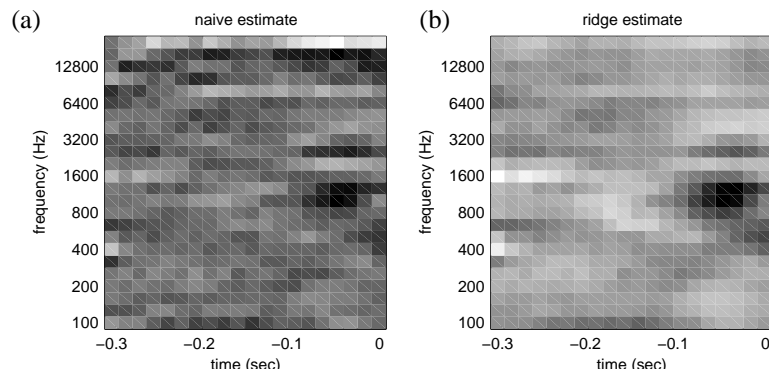 (a)
naive estimate
12800
6400
3200
1600
800
400
200
100
frequency (Hz)
−0.3 −0.2 −0.1 0
time (sec)
(b)
ridge estimate
12800
6400
3200
1600
800
400
200
100
frequency (Hz)
−0.3 −0.2 −0.1 0
time (sec)